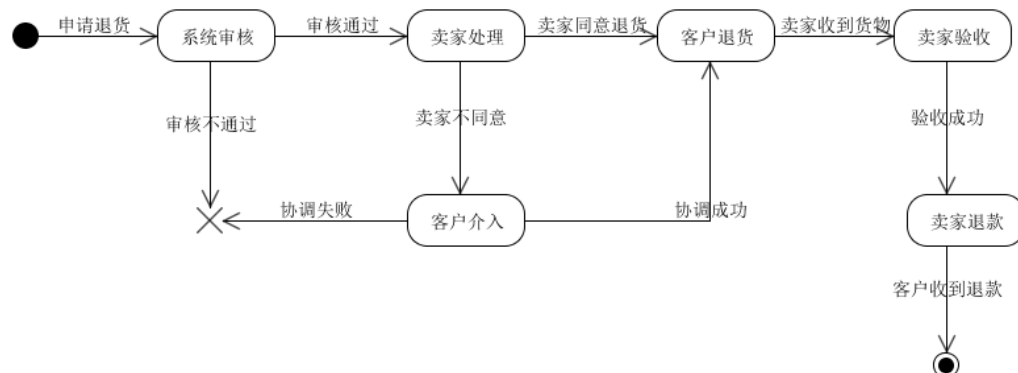 申请退货
系统审核
审核通过
卖家处理
卖家同意退货
客户退货
卖家收到货物
卖家验收
审核不通过
卖家不同意
验收成功
协调失败
客户介入
协调成功
卖家退款
客户收到退款